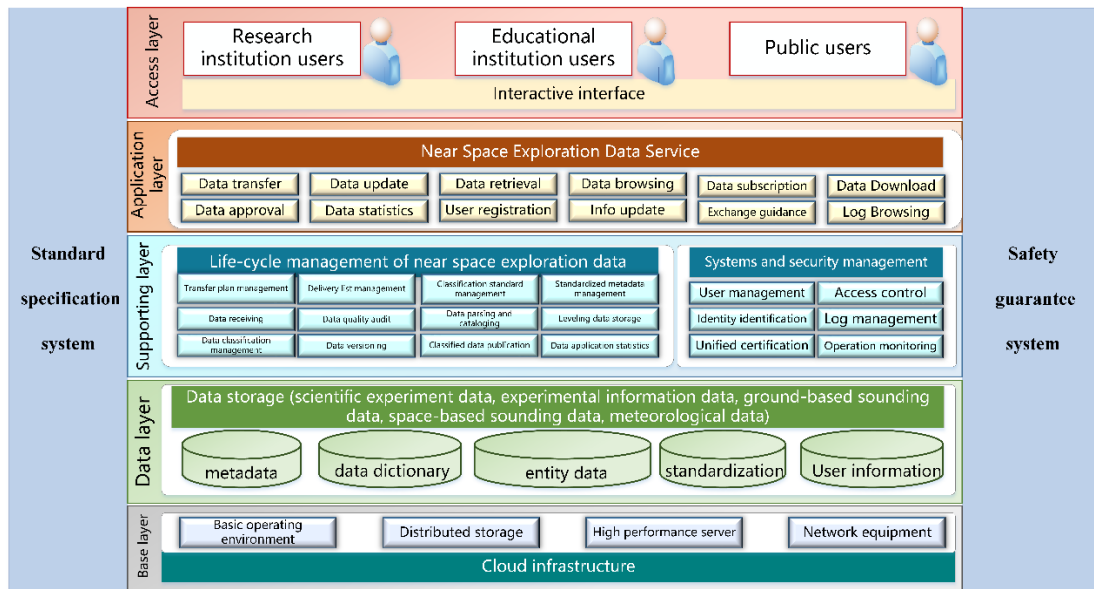 Standard
specification
system
Access layer
Research
institution users
Educational
institution users
Public users
Interactive interface
Application
layer
Near Space Exploration Data Service
Data transfer
Data update
Data retrieval
Data browsing
Data subscription
Data Download
Data approval
Data statistics
User registration
Info update
Exchange guidance
Log Browsing
Supporting layer
Life-cycle management of near space exploration data
Transfer plan management
Delivery Est management
Classification standard
management
Standardized metadata
management
Data receiving
Data quality audit
Data parsing and
cataloging
Leveling data storage
Data classification
management
Data versioning
Classified data publication
Data application statistics
Systems and security management
User management
Access control
Identity identification
Log management
Unified certification
Operation monitoring
Data layer
Data storage (scientific experiment data, experimental information data, ground-based sounding
data, space-based sounding data, meteorological data)
metadata
data dictionary
entity data
standardization
User information
Base layer
Basic operating
environment
Distributed storage
High performance server
Network equipment
Cloud infrastructure
Safety
guarantee
system